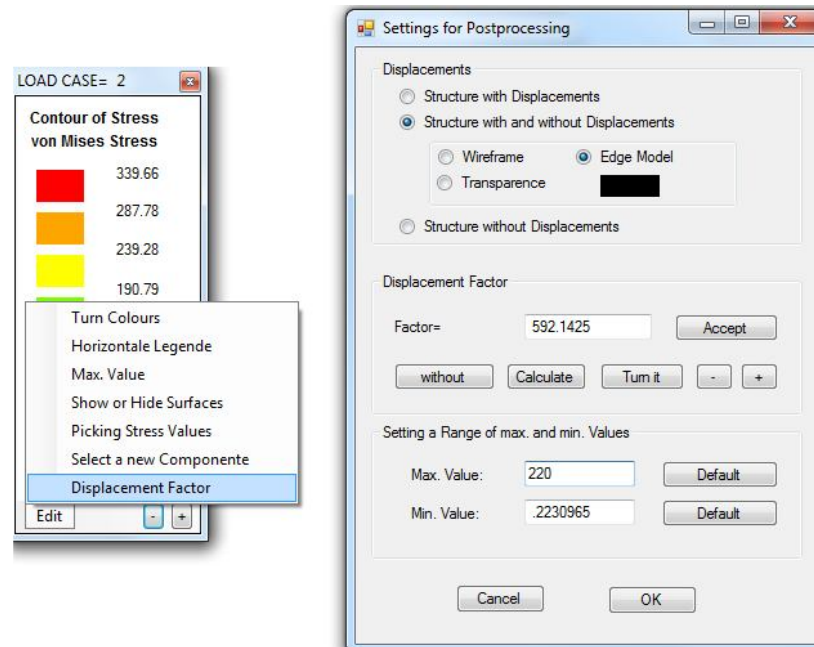 LOAD CASE= 2
Contour of Stress
von Mises Stress
339.66
287.78
239.28
190.79
Turn Colours
Horizontale Legende
Max. Value
Show or Hide Surfaces
Picking Stress Values
Select a new Componente
Displacement Factor
Edit - +
Settings for Postprocessing
Displacements
Structure with Displacements
Structure with and without Displacements
Wireframe Edge Model
Transparence
Structure without Displacements
Displacement Factor
Factor= 592.1425 Accept
without Calculate Turn it - +
Setting a Range of max. and min. Values
Max. Value: 220 Default
Min. Value: .2230965 Default
Cancel OK